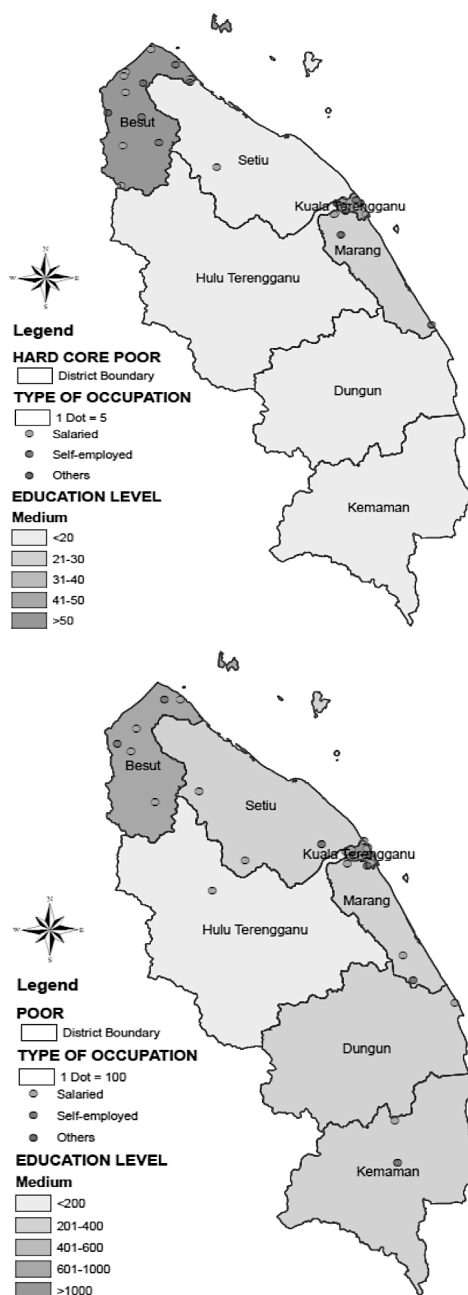 Besut
Setiu
Kuala Terengganu
Marang
Hulu Terengganu
Dungun
Kemaman
N
W E
S
Legend
HARD CORE POOR
District Boundary
TYPE OF OCCUPATION
1 Dot = 5
Salaried
Self-employed
Others
EDUCATION LEVEL
Medium
<20
21-30
31-40
41-50
>50
Besut
Setiu
Kuala Terengganu
Marang
Hulu Terengganu
Dungun
Kemaman
N
W E
S
Legend
POOR
District Boundary
TYPE OF OCCUPATION
1 Dot = 100
Salaried
Self-employed
Others
EDUCATION LEVEL
Medium
<200
201-400
401-600
601-1000
>1000